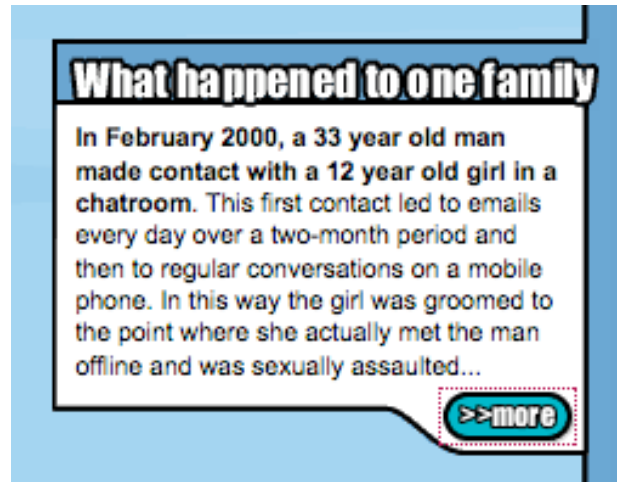 What happened to one family
In February 2000, a 33 year old man
made contact with a 12 year old girl in a
chatroom. This first contact led to emails
every day over a two-month period and
then to regular conversations on a mobile
phone. In this way the girl was groomed to
the point where she actually met the man
offline and was sexually assaulted...
>>more